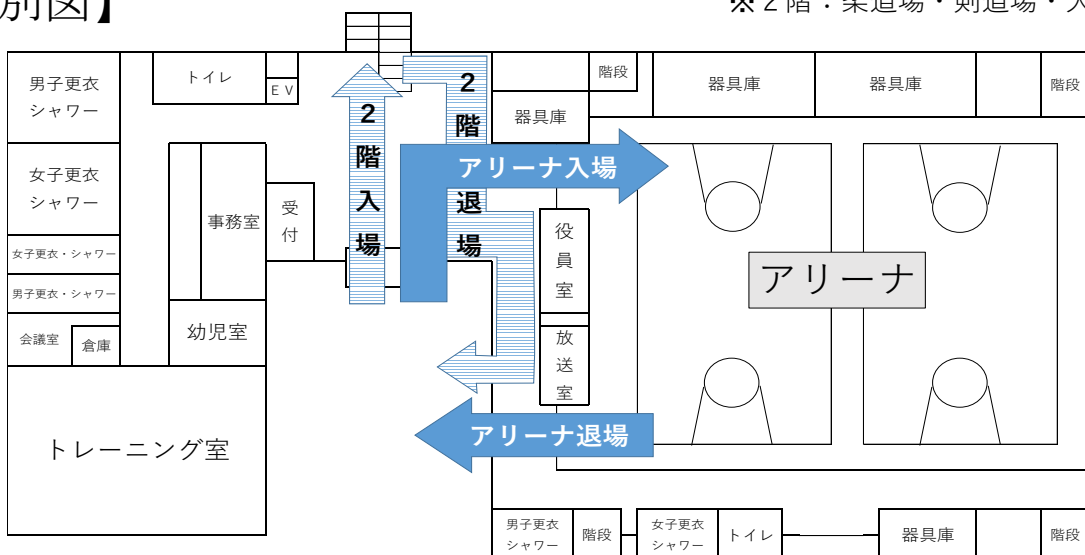 別図】
※２階：柔道場・剣道場・
男子更衣
シャワー
トイレ
ＥＶ
階段
器具庫
器具庫
階段
器具庫
2階入場
2階退場
アリーナ入場
女子更衣
シャワー
事務室
受付
役員室
女子更衣・シャワー
男子更衣・シャワー
アリーナ
会議室
倉庫
幼児室
放送室
アリーナ退場
トレーニング室
男子更衣
シャワー
階段
女子更衣
シャワー
トイレ
器具庫
階段